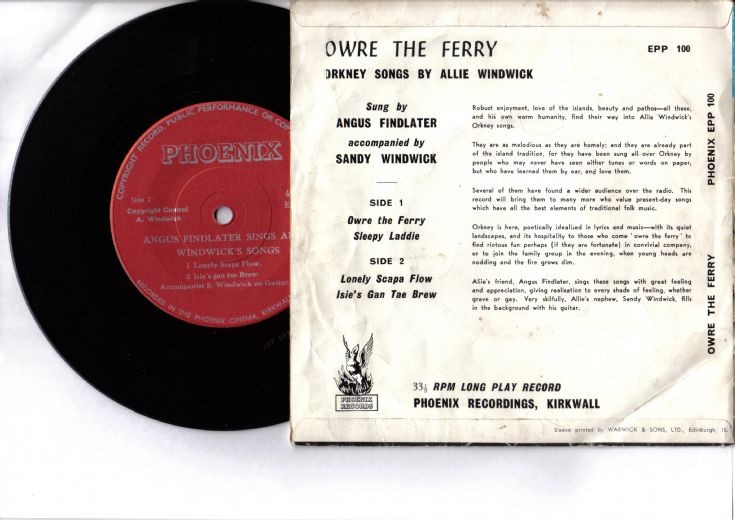 COPYRIGHT RECORD. PUBLIC PERFORMANCE OR COP
PHOENIX
Side 2
4
E
Copyright Control
A. Windwick
ANGUS FINDLATER SINGS AL
WINDWICK'S SONGS
1 Lonely Scapa Flow.
2 Isie's gan tae Brew
Accompanist S. Windwick on Guitar.
RECORDED IN THE PHOENIX CINEMA, KIRKWALL
OWRE THE FERRY
EPP 100
ORKNEY SONGS BY ALLIE WINDWICK
Sung by
ANGUS FINDLATER
accompanied by
SANDY WINDWICK
SIDE 1
Owre the Ferry
Sleepy Laddie
SIDE 2
Lonely Scapa Flow
Isie's Gan Tae Brew
Robust enjoyment, love of the islands, beauty and pathos—all these,
and his own warm humanity, find their way into Allie Windwick's
Orkney songs.
They are as melodious as they are homely; and they are already part
of the island tradition, for they have been sung all over Orkney by
people who may never have seen either tunes or words on paper,
but who have learned them by ear, and love them.
Several of them have found a wider audience over the radio. This
record will bring them to many more who value present-day songs
which have all the best elements of traditional folk music.
Orkney is here, poetically idealized in lyrics and music—with its quiet
landscapes, and its hospitality to those who come ' owre the ferry ' to
find riotous fun perhaps (if they are fortunate) in convivial company,
or to join the family group in the evening, when young heads are
nodding and the fire grows dim.
Allie's friend, Angus Findlater, sings these songs with great feeling
and appreciation, giving realisation to every shade of feeling, whether
grave or gay. Very skilfully, Allie's nephew, Sandy Windwick, fills
in the background with his guitar.
PHOENIX
RECORDS
33⅓ RPM LONG PLAY RECORD
PHOENIX RECORDINGS, KIRKWALL
Sleeve printed by WARWICK & SONS, LTD., Edinburgh, 15.
OWRE THE FERRY PHOENIX EPP 100